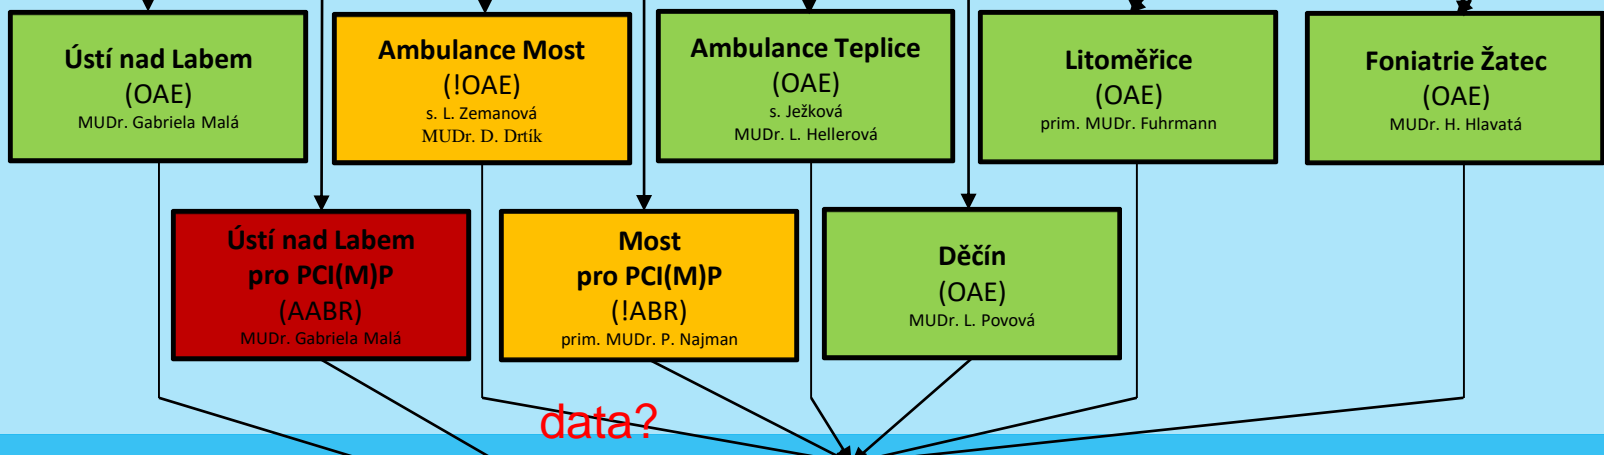 Ústí nad Labem
(OAE)
MUDr. Gabriela Malá
Ambulance Most
(!OAE)
s. L. Zemanová
MUDr. D. Drtík
Ambulance Teplice
(OAE)
s. Ježková
MUDr. L. Hellerová
Litoměřice
(OAE)
prim. MUDr. Fuhrmann
Foniatrie Žatec
(OAE)
MUDr. H. Hlavatá
Ústí nad Labem
pro PCI(M)P
(AABR)
MUDr. Gabriela Malá
Most
pro PCI(M)P
(!ABR)
prim. MUDr. P. Najman
Děčín
(OAE)
MUDr. L. Povová
data?